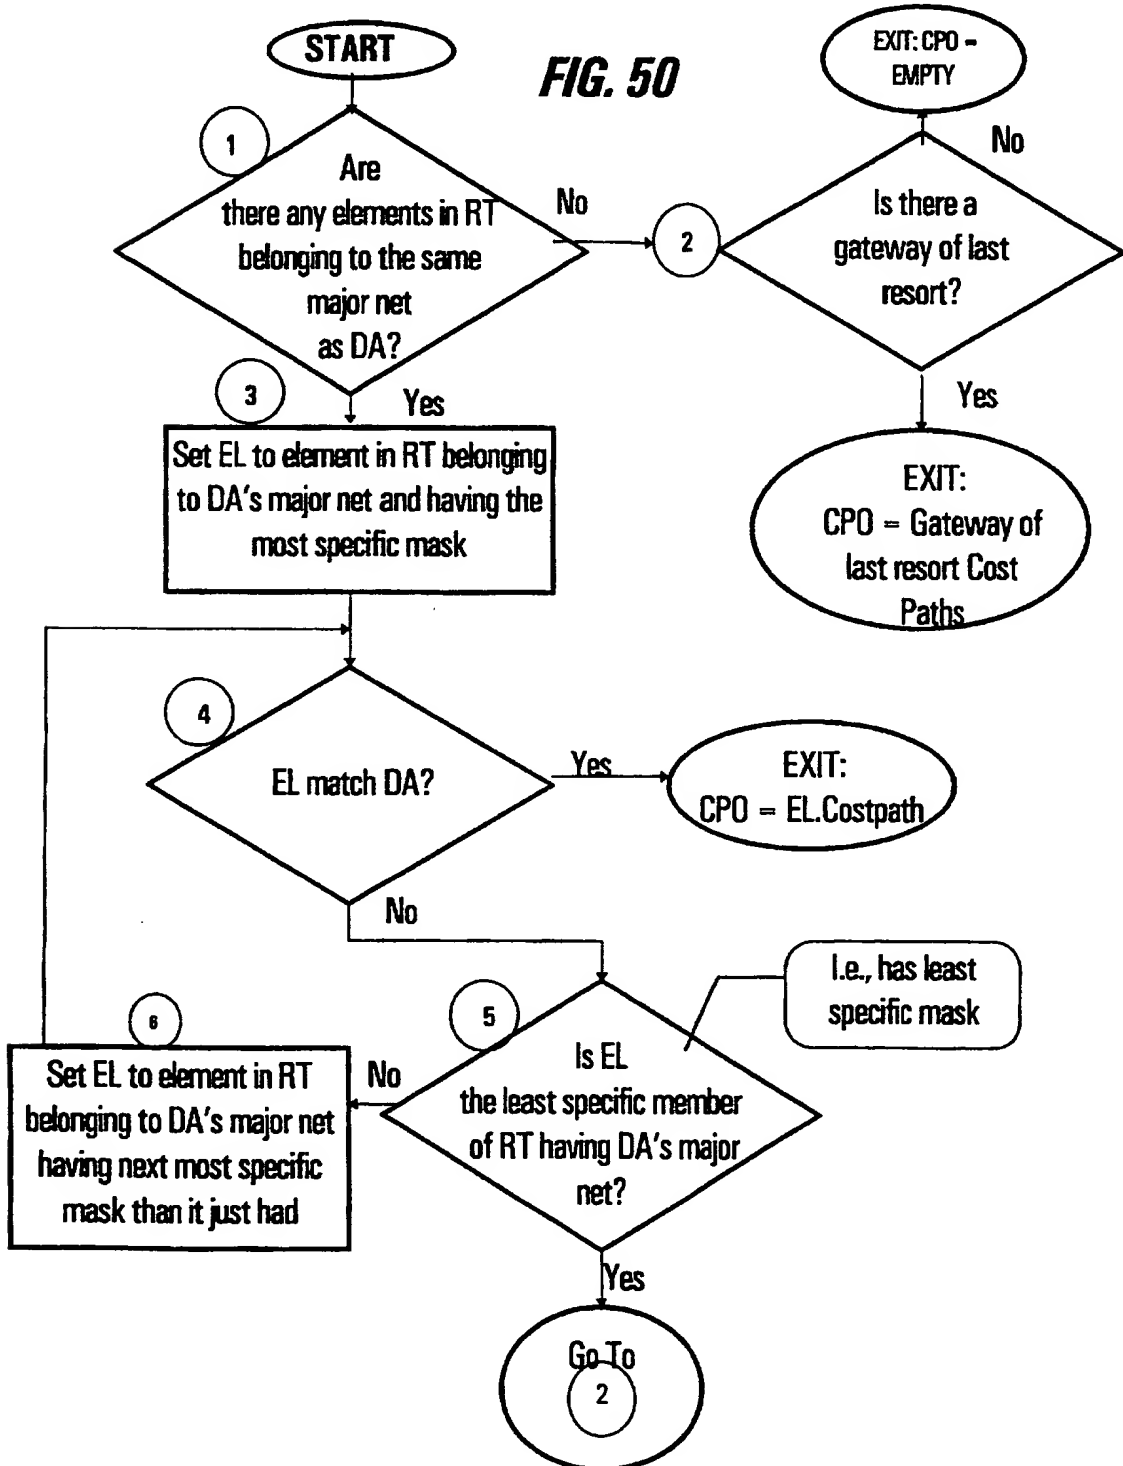 START
FIG. 50
EXIT: CPO =
EMPTY
1
Are
there any elements in RT
belonging to the same
major net
as DA?
No
2
Is there a
gateway of last
resort?
No
Yes
EXIT:
CPO = Gateway of
last resort Cost
Paths
3
Yes
Set EL to element in RT belonging
to DA's major net and having the
most specific mask
4
EL match DA?
Yes
EXIT:
CPO = EL.Costpath
No
I.e., has least
specific mask
5
Is EL
the least specific member
of RT having DA's major
net?
No
6
Set EL to element in RT
belonging to DA's major net
having next most specific
mask than it just had
Yes
Go To
2